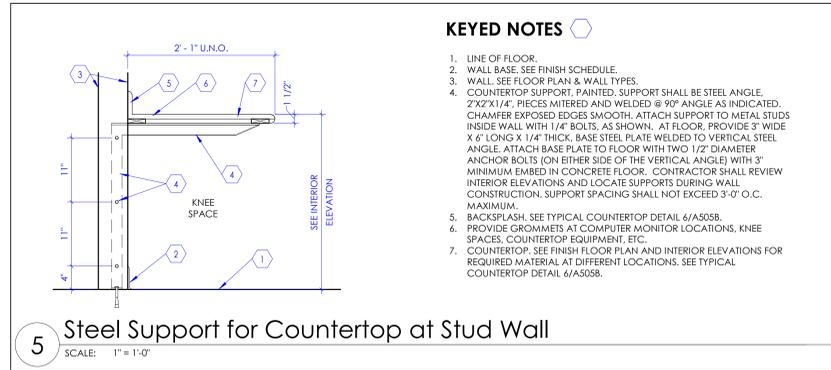 KEYED NOTES
2' - 1" U.N.O.
3
5
6
7
1 1/2"
11"
4
4
KNEE
SPACE
11"
SEE INTERIOR
ELEVATION
2
1
4"
1. LINE OF FLOOR.
2. WALL BASE. SEE FINISH SCHEDULE.
3. WALL. SEE FLOOR PLAN & WALL TYPES.
4. COUNTERTOP SUPPORT, PAINTED. SUPPORT SHALL BE STEEL ANGLE,
2"X2"X1/4", PIECES MITERED AND WELDED @ 90° ANGLE AS INDICATED.
CHAMFER EXPOSED EDGES SMOOTH. ATTACH SUPPORT TO METAL STUDS
INSIDE WALL WITH 1/4" BOLTS, AS SHOWN. AT FLOOR, PROVIDE 3" WIDE
X 6" LONG X 1/4" THICK, BASE STEEL PLATE WELDED TO VERTICAL STEEL
ANGLE. ATTACH BASE PLATE TO FLOOR WITH TWO 1/2" DIAMETER
ANCHOR BOLTS (ON EITHER SIDE OF THE VERTICAL ANGLE) WITH 3"
MINIMUM EMBED IN CONCRETE FLOOR. CONTRACTOR SHALL REVIEW
INTERIOR ELEVATIONS AND LOCATE SUPPORTS DURING WALL
CONSTRUCTION. SUPPORT SPACING SHALL NOT EXCEED 3'-0" O.C.
MAXIMUM.
5. BACKSPLASH. SEE TYPICAL COUNTERTOP DETAIL 6/A505B.
6. PROVIDE GROMMETS AT COMPUTER MONITOR LOCATIONS, KNEE
SPACES, COUNTERTOP EQUIPMENT, ETC.
7. COUNTERTOP. SEE FINISH FLOOR PLAN AND INTERIOR ELEVATIONS FOR
REQUIRED MATERIAL AT DIFFERENT LOCATIONS. SEE TYPICAL
COUNTERTOP DETAIL 6/A505B.
5
Steel Support for Countertop at Stud Wall
SCALE: 1" = 1'-0"